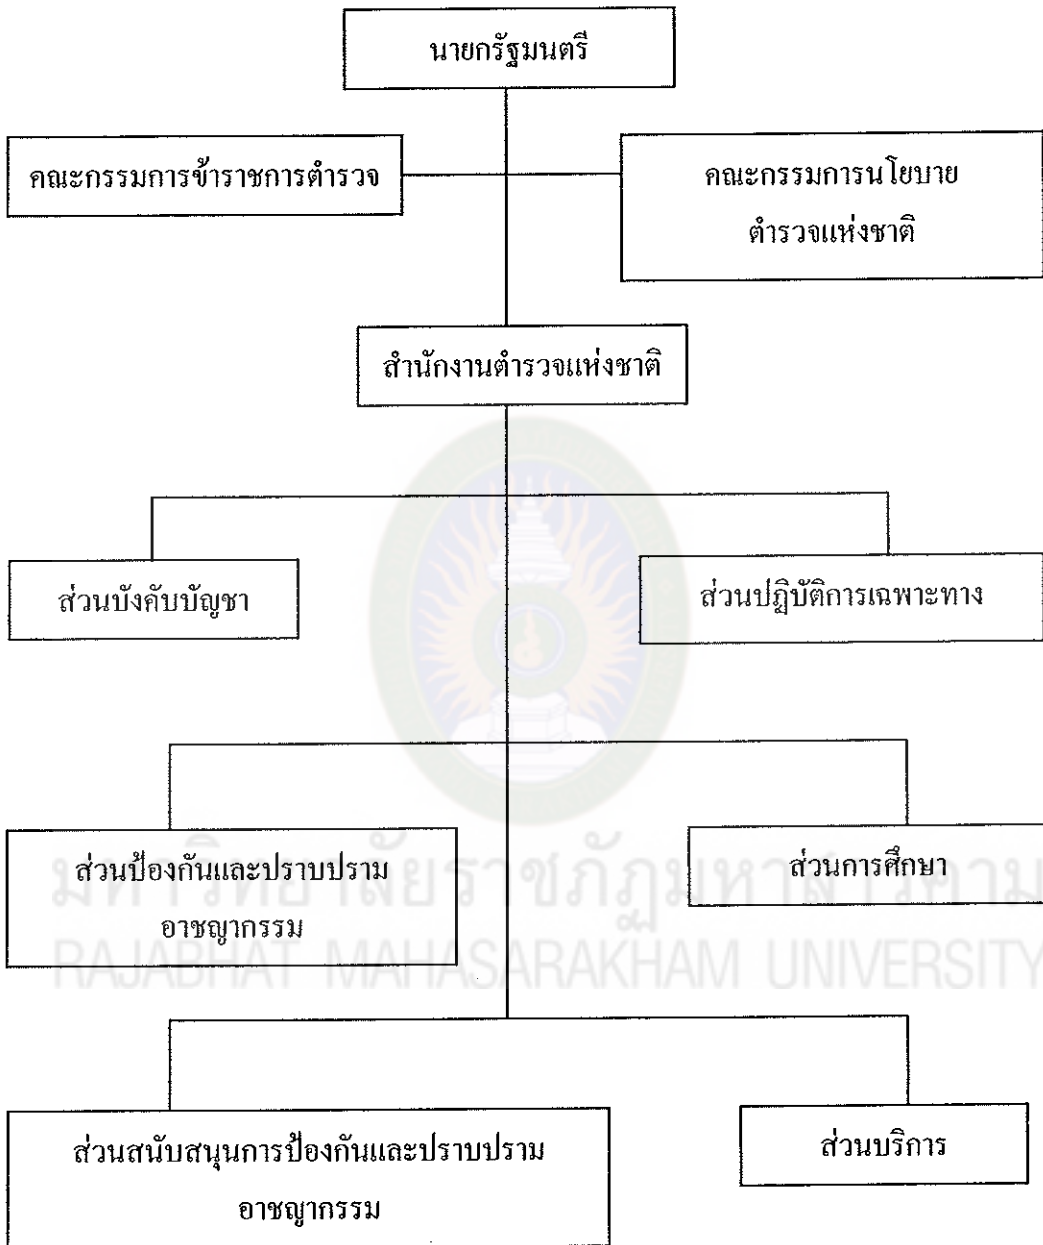 นายกรัฐมนตรี
คณะกรรมการข้าราชการตำรวจ
คณะกรรมการนโยบาย
ตำรวจแห่งชาติ
สำนักงานตำรวจแห่งชาติ
ส่วนบังคับบัญชา
ส่วนปฏิบัติการเฉพาะทาง
ส่วนป้องกันและปราบปราม
อาชญากรรม
ส่วนการศึกษา
มหาวิทยาลัยราชภัฏมหาสารคาม
RAJABHAT MAHASARAKHAM UNIVERSITY
ส่วนสนับสนุนการป้องกันและปราบปราม
อาชญากรรม
ส่วนบริการ